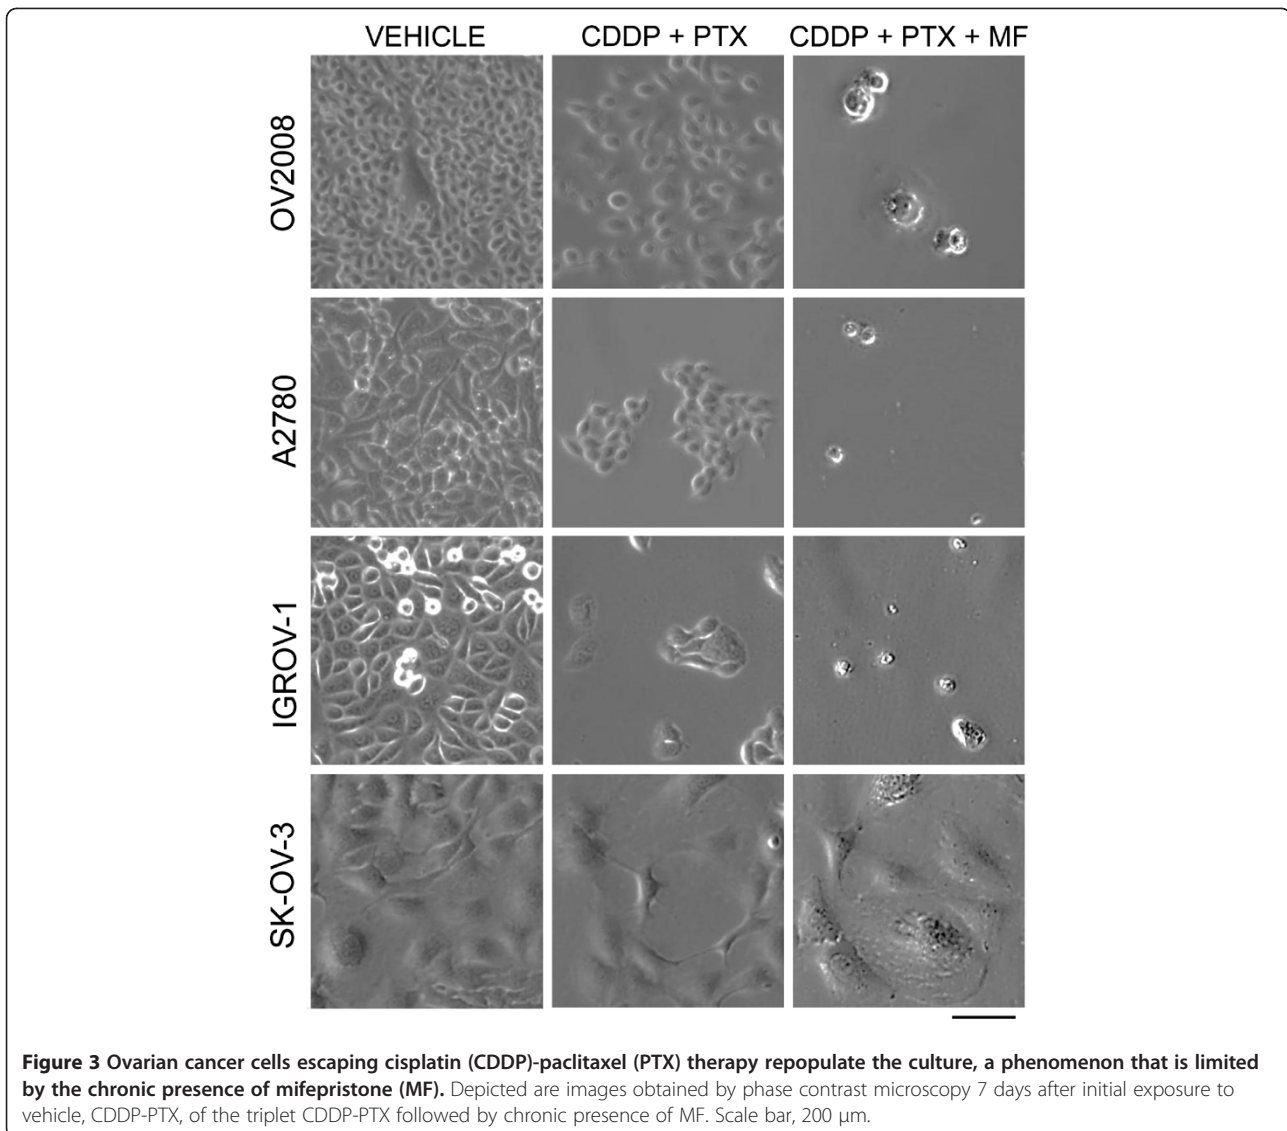 VEHICLE CDDP + PTX CDDP + PTX + MF
OV2008
A2780
IGROV-1
SK-OV-3
Figure 3 Ovarian cancer cells escaping cisplatin (CDDP)-paclitaxel (PTX) therapy repopulate the culture, a phenomenon that is limited
by the chronic presence of mifepristone (MF). Depicted are images obtained by phase contrast microscopy 7 days after initial exposure to
vehicle, CDDP-PTX, of the triplet CDDP-PTX followed by chronic presence of MF. Scale bar, 200 μm.